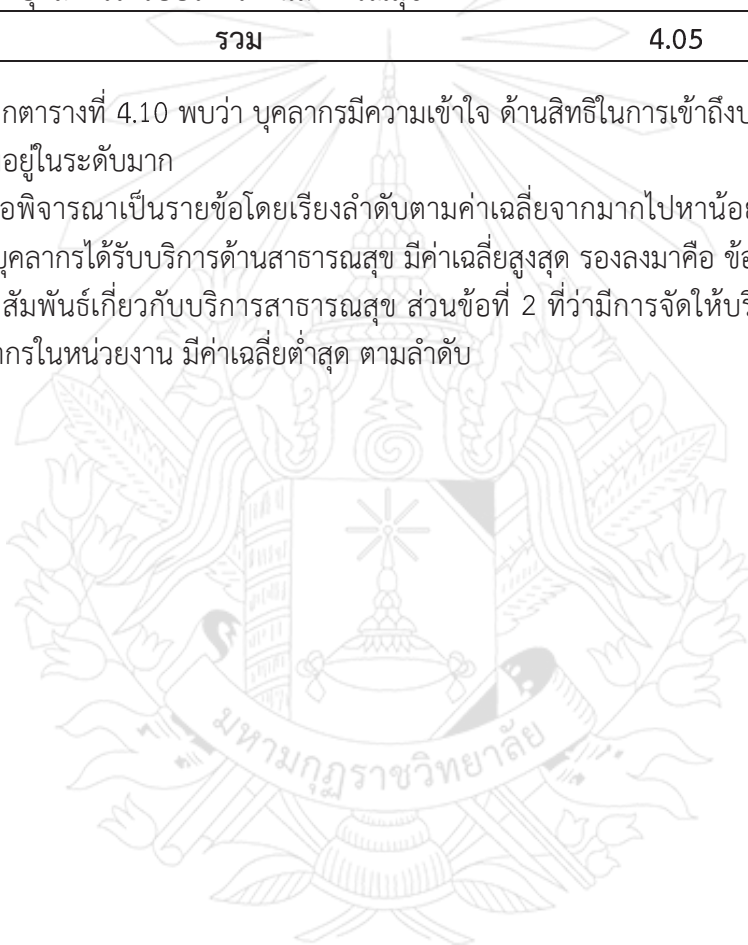 รวม 4.05
กตารางที่ 4.10 พบว่า บุคลากรมีความเข้าใจ ด้านสิทธิในการเข้าถึงบ
อยู่ในระดับมาก
อพิจารณาเป็นรายข้อโดยเรียงลำดับตามค่าเฉลี่ยจากมากไปหาน้อย
บุคลากรได้รับบริการด้านสาธารณสุข มีค่าเฉลี่ยสูงสุด รองลงมาคือ ข้อ
สัมพันธ์เกี่ยวกับบริการสาธารณสุข ส่วนข้อที่ 2 ที่ว่ามีการจัดให้บริ
ากรในหน่วยงาน มีค่าเฉลี่ยต่ำสุด ตามลำดับ
มหามกุฏราชวิทยาลัย